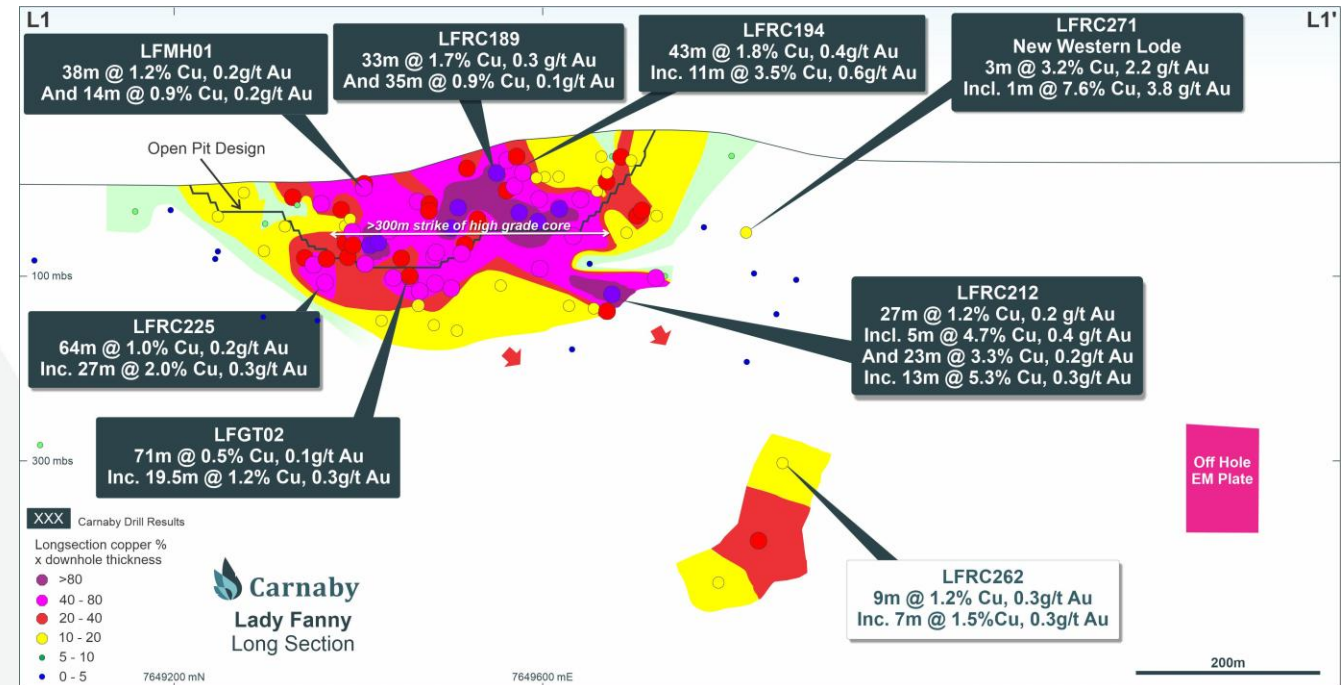 L1
L1'
LFMH01
38m @ 1.2% Cu, 0.2g/t Au
And 14m @ 0.9% Cu, 0.2g/t Au
LFRC189
33m @ 1.7% Cu, 0.3 g/t Au
And 35m @ 0.9% Cu, 0.1g/t Au
LFRC194
43m @ 1.8% Cu, 0.4g/t Au
Inc. 11m @ 3.5% Cu, 0.6g/t Au
LFRC271
New Western Lode
3m @ 3.2% Cu, 2.2 g/t Au
Incl. 1m @ 7.6% Cu, 3.8 g/t Au
Open Pit Design
>300m strike of high grade core
100 mbs
LFRC225
64m @ 1.0% Cu, 0.2g/t Au
Inc. 27m @ 2.0% Cu, 0.3g/t Au
LFRC212
27m @ 1.2% Cu, 0.2 g/t Au
Incl. 5m @ 4.7% Cu, 0.4 g/t Au
And 23m @ 3.3% Cu, 0.2g/t Au
Inc. 13m @ 5.3% Cu, 0.3g/t Au
LFGT02
71m @ 0.5% Cu, 0.1g/t Au
Inc. 19.5m @ 1.2% Cu, 0.3g/t Au
300 mbs
Off Hole
EM Plate
XXX Carnaby Drill Results
Longsection copper %
x downhole thickness
>80
40 - 80
20 - 40
10 - 20
5 - 10
0 - 5
Carnaby
Lady Fanny
Long Section
LFRC262
9m @ 1.2% Cu, 0.3g/t Au
Inc. 7m @ 1.5%Cu, 0.3g/t Au
7649200 mN
7649600 mE
200m